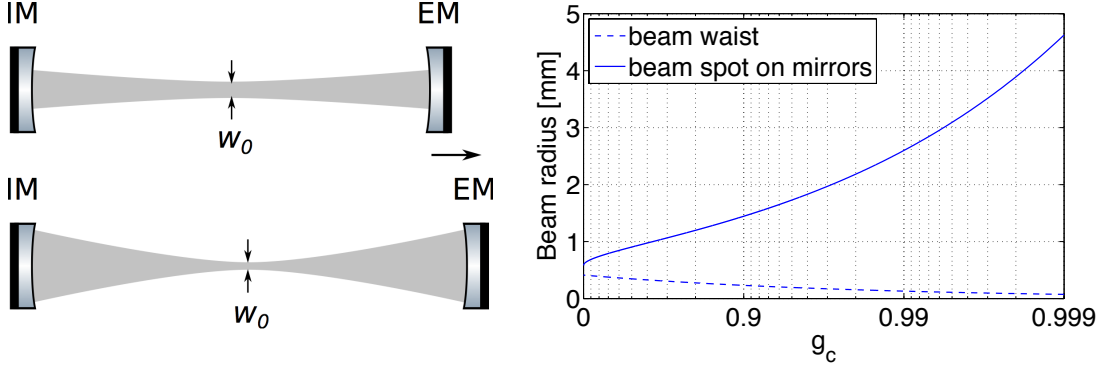 IM
EM
w0
IM
EM
w0
Beam radius [mm]
5
4
3
2
1
0
beam waist
beam spot on mirrors
0
0.9
0.99
0.999
gc